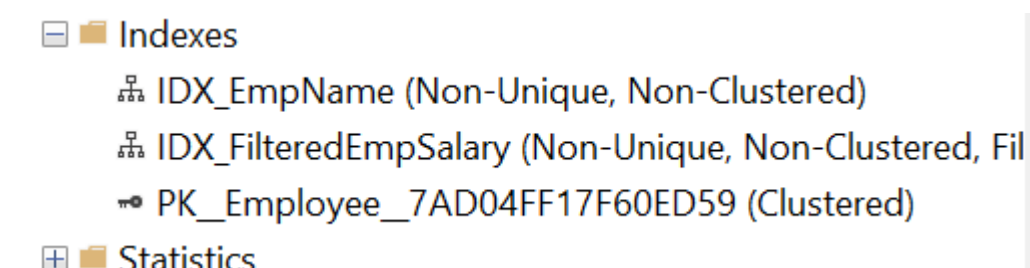 Indexes
IDX_EmpName (Non-Unique, Non-Clustered)
IDX_FilteredEmpSalary (Non-Unique, Non-Clustered, Fil
PK__Employee__7AD04FF17F60ED59 (Clustered)
Statistics